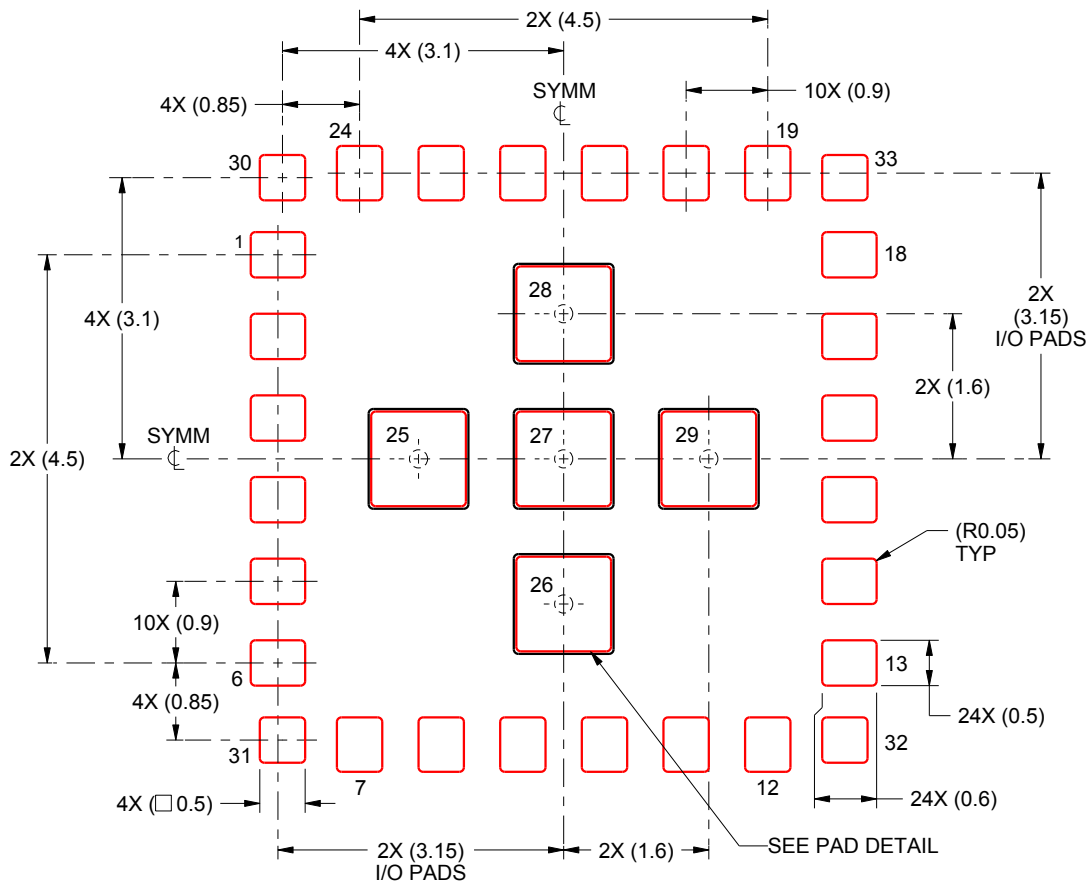 2X (4.5)
4X (3.1)
SYMM
4X (0.85)
10X (0.9)
24
19
30
33
1
18
28
2X
(3.15)
I/O PADS
4X (3.1)
2X (1.6)
25
27
29
SYMM
2X (4.5)
(R0.05)
TYP
26
10X (0.9)
6
13
4X (0.85)
24X (0.5)
31
32
7
12
4X (□ 0.5)
24X (0.6)
SEE PAD DETAIL
2X (3.15)
I/O PADS
2X (1.6)